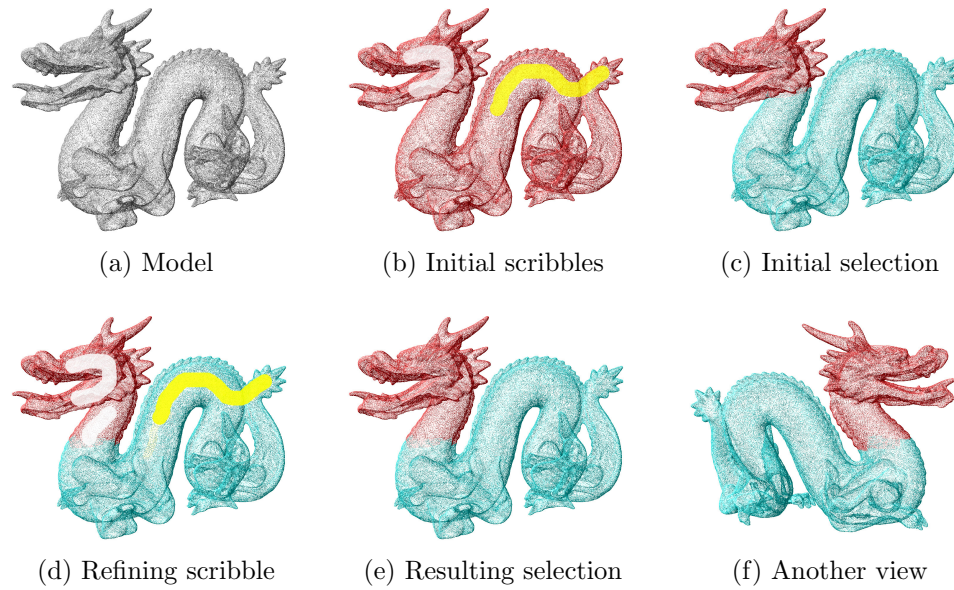 (a) Model
(b) Initial scribbles
(c) Initial selection
(d) Refining scribble
(e) Resulting selection
(f) Another view